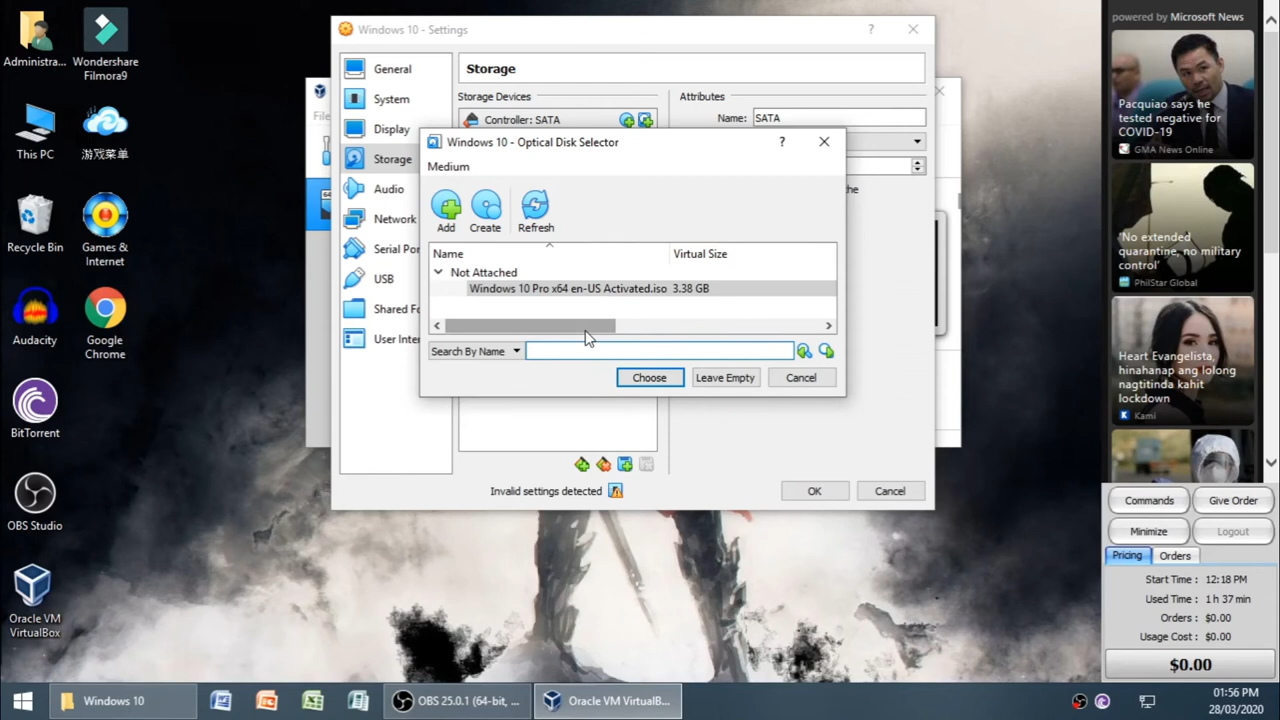 Administra...
Wondershare
Filmora9
This PC
游戏菜单
Recycle Bin
Games &
Internet
Audacity
Google
Chrome
BitTorrent
OBS Studio
Oracle VM
VirtualBox
Windows 10 - Settings
?
File
64
General
System
Display
Storage
Audio
Network
Serial Por
USB
Shared Fo
User Inter
Storage
Storage Devices
Attributes
Controller: SATA
Name: SATA
he
Windows 10 - Optical Disk Selector
?
Medium
Add
Create
Refresh
Name
Virtual Size
Not Attached
Windows 10 Pro x64 en-US Activated.iso 3.38 GB
Search By Name
Choose
Leave Empty
Cancel
Invalid settings detected
OK
Cancel
powered by Microsoft News
Pacquiao says he
tested negative for
COVID-19
GMA News Online
'No extended
quarantine, no military
control'
PhilStar Global
Heart Evangelista,
hinahanap ang lolong
nagtitinda kahit
lockdown
Kami
Commands
Give Order
Minimize
Logout
Pricing
Orders
Start Time : 12:18 PM
Used Time : 1 h 37 min
Orders : $0.00
Usage Cost : $0.00
$0.00
Windows 10
OBS 25.0.1 (64-bit, ...
Oracle VM VirtualB...
01:56 PM
28/03/2020